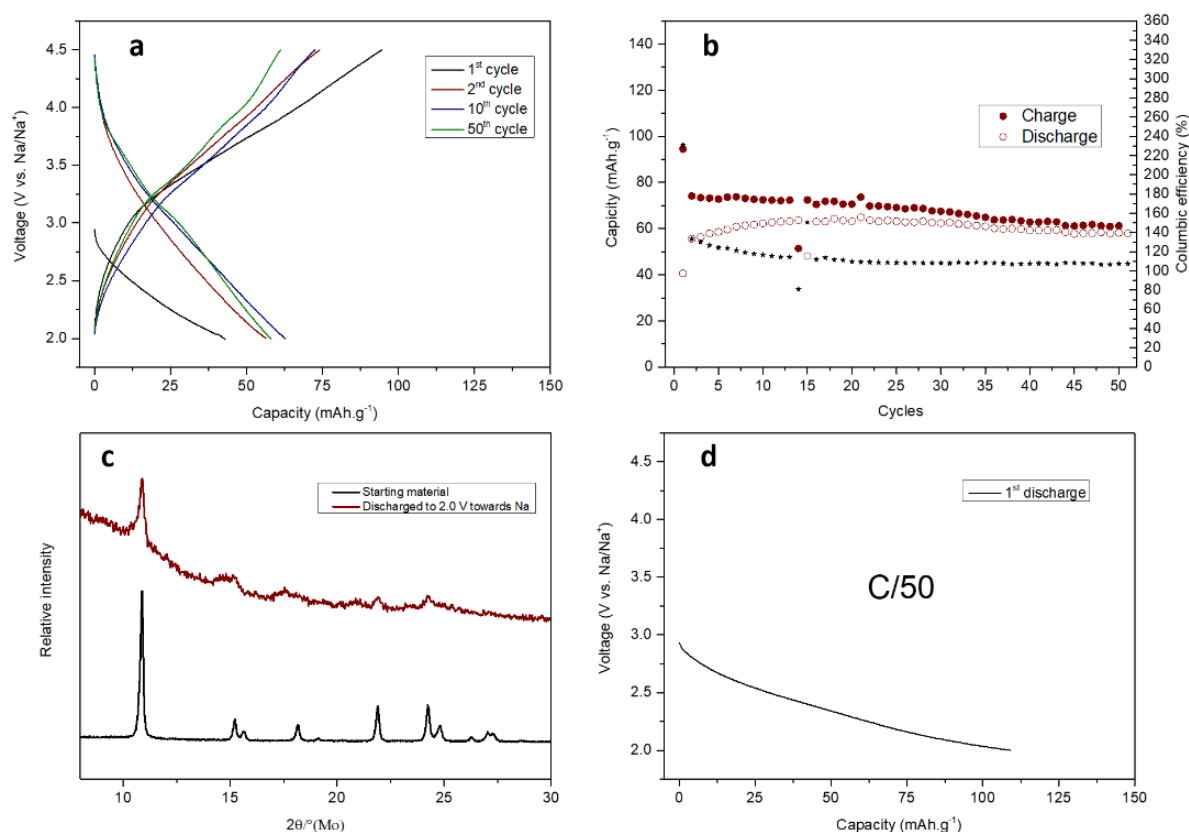 a
Voltage (V vs. Na/Na⁺)
4.5
4.0
3.5
3.0
2.5
2.0
1ˢᵗ cycle
2ⁿᵈ cycle
10ᵗʰ cycle
50ᵗʰ cycle
0 25 50 75 100 125 150
Capacity (mAh.g⁻¹)
b
Capicity (mAh.g⁻¹)
140
120
100
80
60
40
20
0
Charge
Discharge
360
340
320
300
280
260
240
220
200
180
160
140
120
100
80
60
40
20
0
Columbic efficiency (%)
0 5 10 15 20 25 30 35 40 45 50
Cycles
c
Relative intensity
Starting material
Discharged to 2.0 V towards Na
10 15 20 25 30
2θ/°(Mo)
d
Voltage (V vs. Na/Na⁺)
4.5
4.0
3.5
3.0
2.5
2.0
1ˢᵗ discharge
C/50
0 25 50 75 100 125 150
Capacity (mAh.g⁻¹)